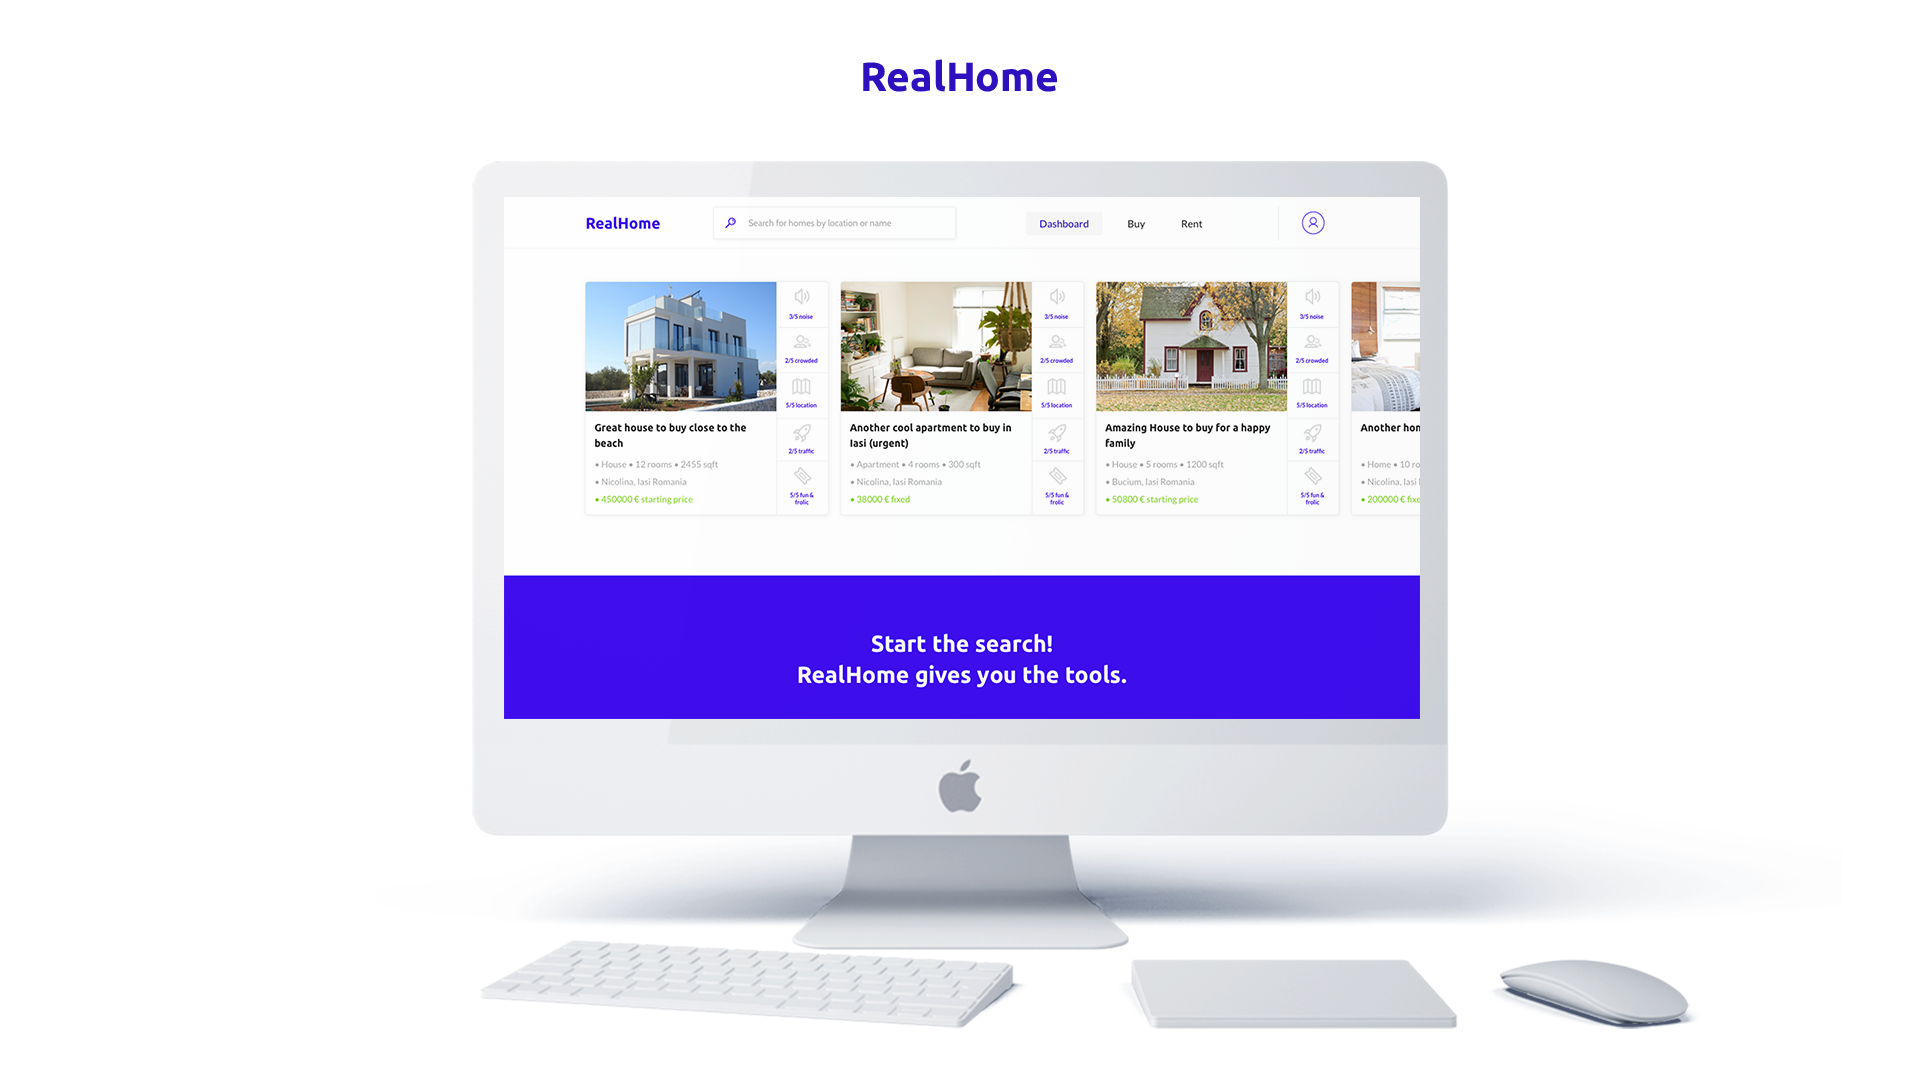 RealHome
RealHome
Search for homes by location or name
Dashboard
Buy
Rent
3/5 noise
2/5 crowded
5/5 location
2/5 traffic
5/5 fun &
frolic
Great house to buy close to the
beach
• House • 12 rooms • 2455 sqft
• Nicolina, Iasi Romania
• 450000 € starting price
3/5 noise
2/5 crowded
5/5 location
2/5 traffic
5/5 fun &
frolic
Another cool apartment to buy in
Iasi (urgent)
• Apartment • 4 rooms • 300 sqft
• Nicolina, Iasi Romania
• 38000 € fixed
3/5 noise
2/5 crowded
5/5 location
2/5 traffic
5/5 fun &
frolic
Amazing House to buy for a happy
family
• House • 5 rooms • 1200 sqft
• Bucium, Iasi Romania
• 50800 € starting price
Another hon
• Home • 10 ro
• Nicolina, Iasi
• 200000 € fixe
Start the search!
RealHome gives you the tools.